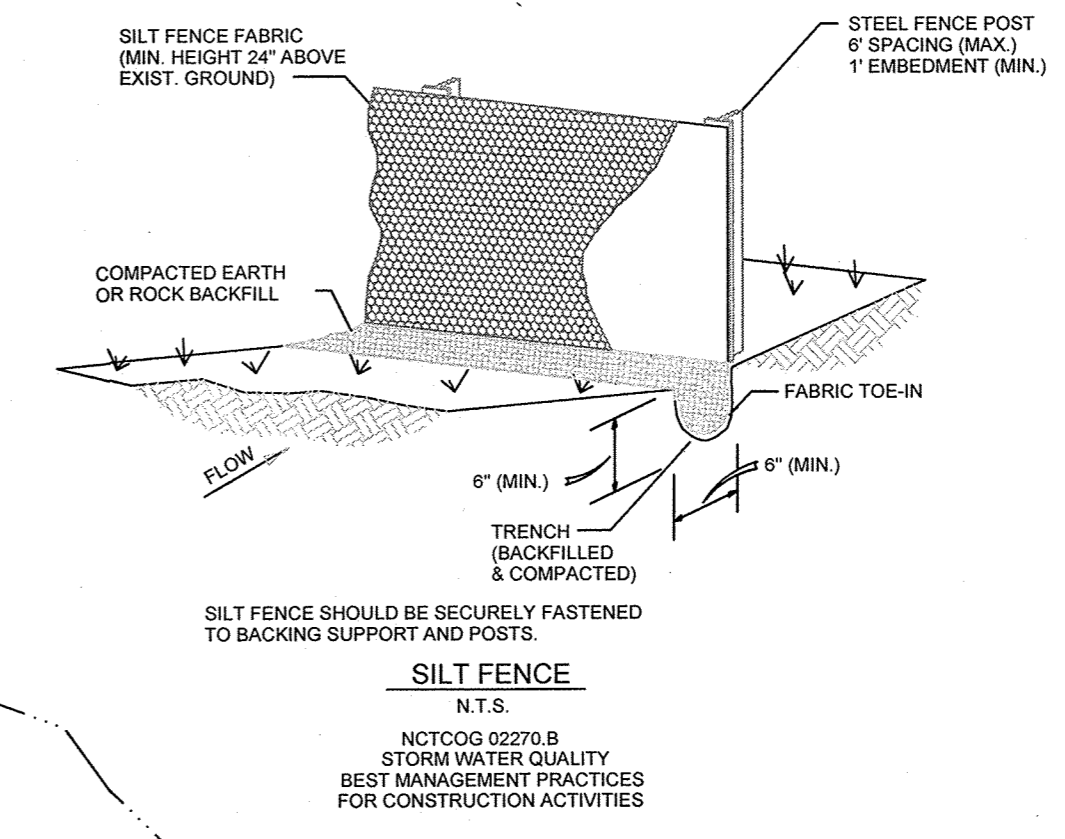 SILT FENCE FABRIC
(MIN. HEIGHT 24" ABOVE
EXIST. GROUND)
STEEL FENCE POST
6' SPACING (MAX.)
1' EMBEDMENT (MIN.)
COMPACTED EARTH
OR ROCK BACKFILL
FABRIC TOE-IN
FLOW
6" (MIN.)
6" (MIN.)
TRENCH
(BACKFILLED
& COMPACTED)
SILT FENCE SHOULD BE SECURELY FASTENED
TO BACKING SUPPORT AND POSTS.
SILT FENCE
N.T.S.
NCTCOG 02270.B
STORM WATER QUALITY
BEST MANAGEMENT PRACTICES
FOR CONSTRUCTION ACTIVITIES